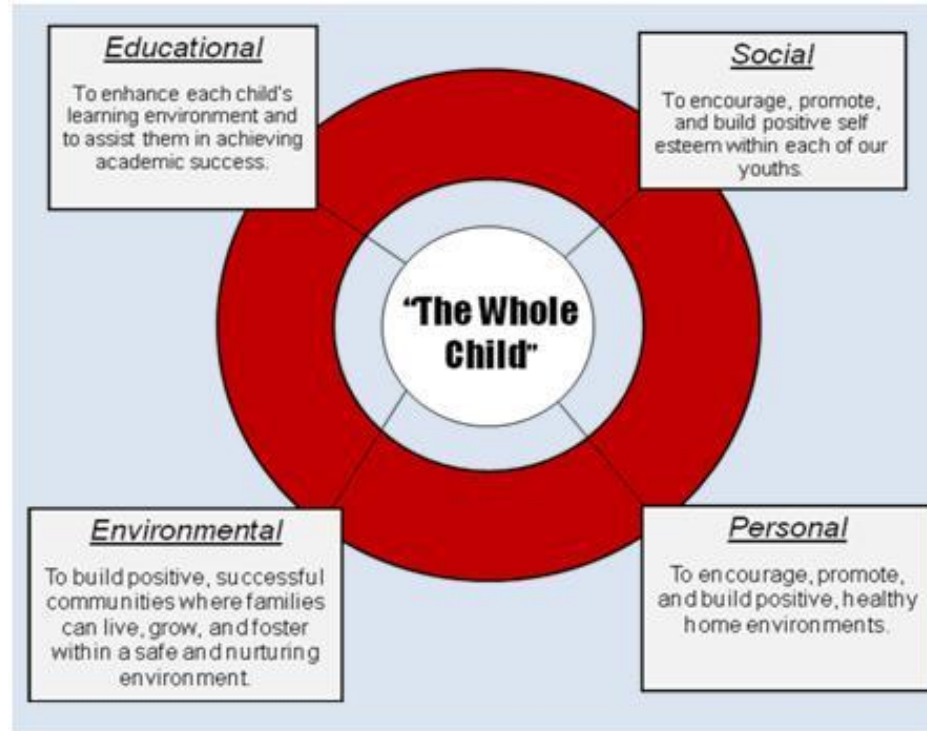 Educational
To enhance each child's
learning environment and
to assist them in achieving
academic success.
Social
To encourage, promote,
and build positive self
esteem within each of our
youths.
“The Whole
Child”
Environmental
To build positive, successful
communities where families
can live, grow, and foster
within a safe and nurturing
environment.
Personal
To encourage, promote,
and build positive, healthy
home environments.